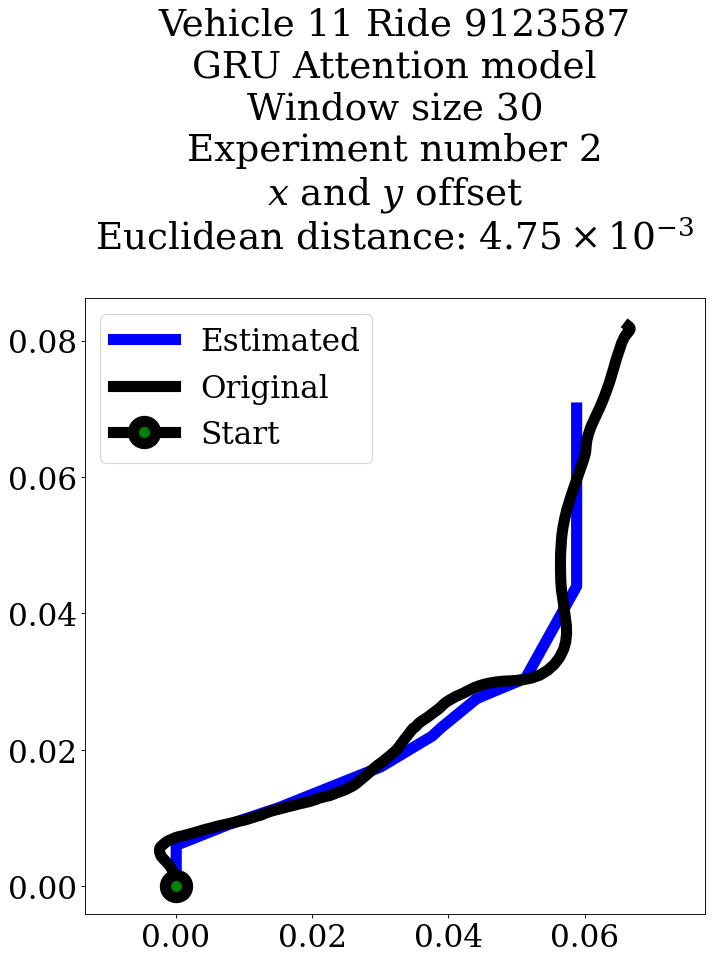 Vehicle 11 Ride 9123587
GRU Attention model
Window size 30
Experiment number 2
x and y offset
Euclidean distance: 4.75 × 10⁻³
Estimated
Original
Start
0.08
0.06
0.04
0.02
0.00
0.00 0.02 0.04 0.06